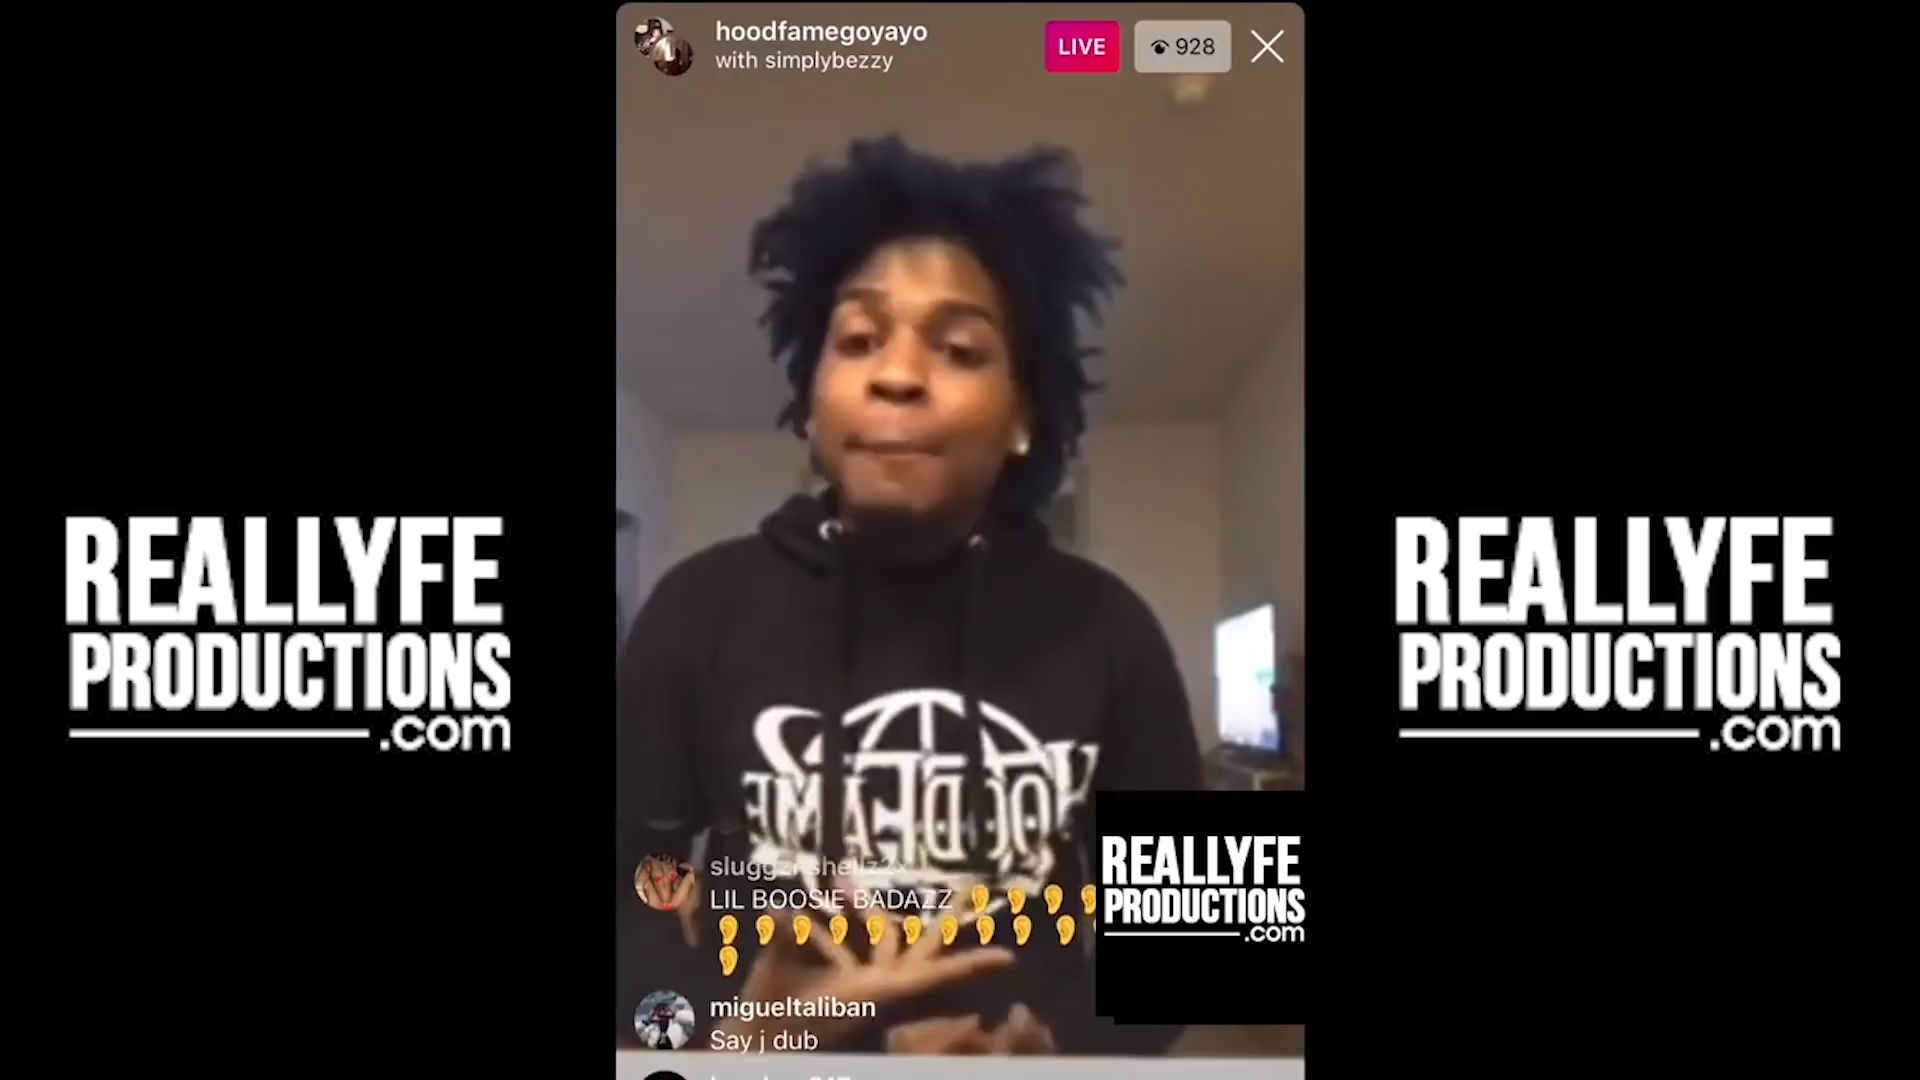 hoodfamegoyayo
with simplybezzy
LIVE
928
REALLYFE
PRODUCTIONS
.com
REALLYFE
PRODUCTIONS
.com
HOODFAME
LIL BOOSIE BADAZZ 👂👂👂👂
👂👂👂👂👂👂👂👂👂👂
👂
REALLYFE
PRODUCTIONS
.com
migueltaliban
Say j dub